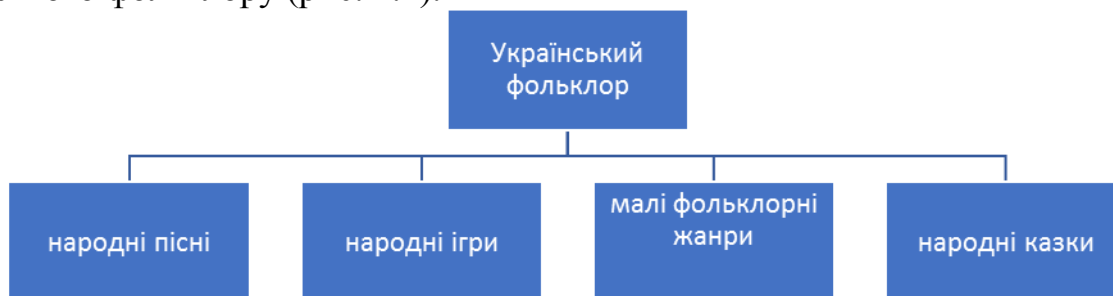 Український
фольклор
народні пісні
народні ігри
малі фольклорні
жанри
народні казки